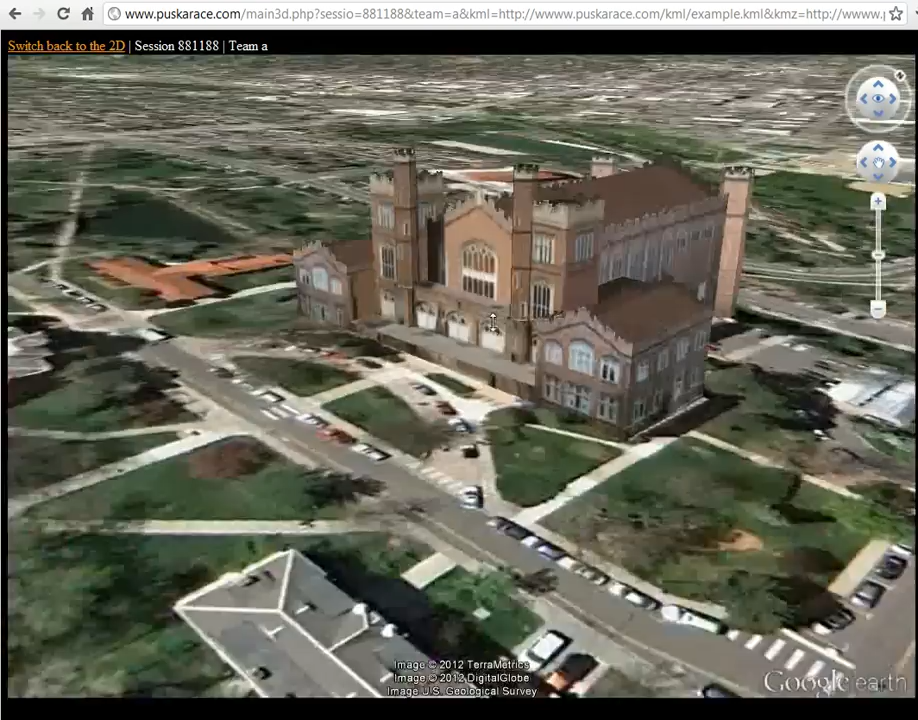 www.puskarace.com/main3d.php?sessio=881188&team=a&kml=http://www.puskarace.com/kml/example.kml&kmz=http://wwww.
Switch back to the 2D | Session 881188 | Team a
Image © 2012 TerraMetrics
Image © 2012 DigitalGlobe
Image U.S. Geological Survey
Google earth